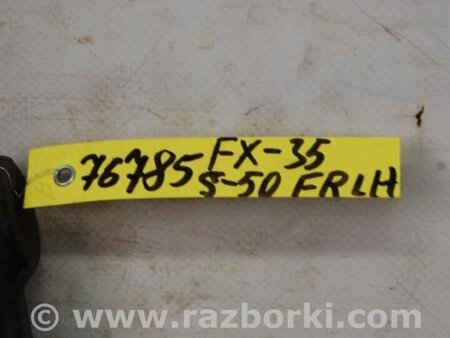 76785 FX-35
S-50 FRLH
© www.razborki.com